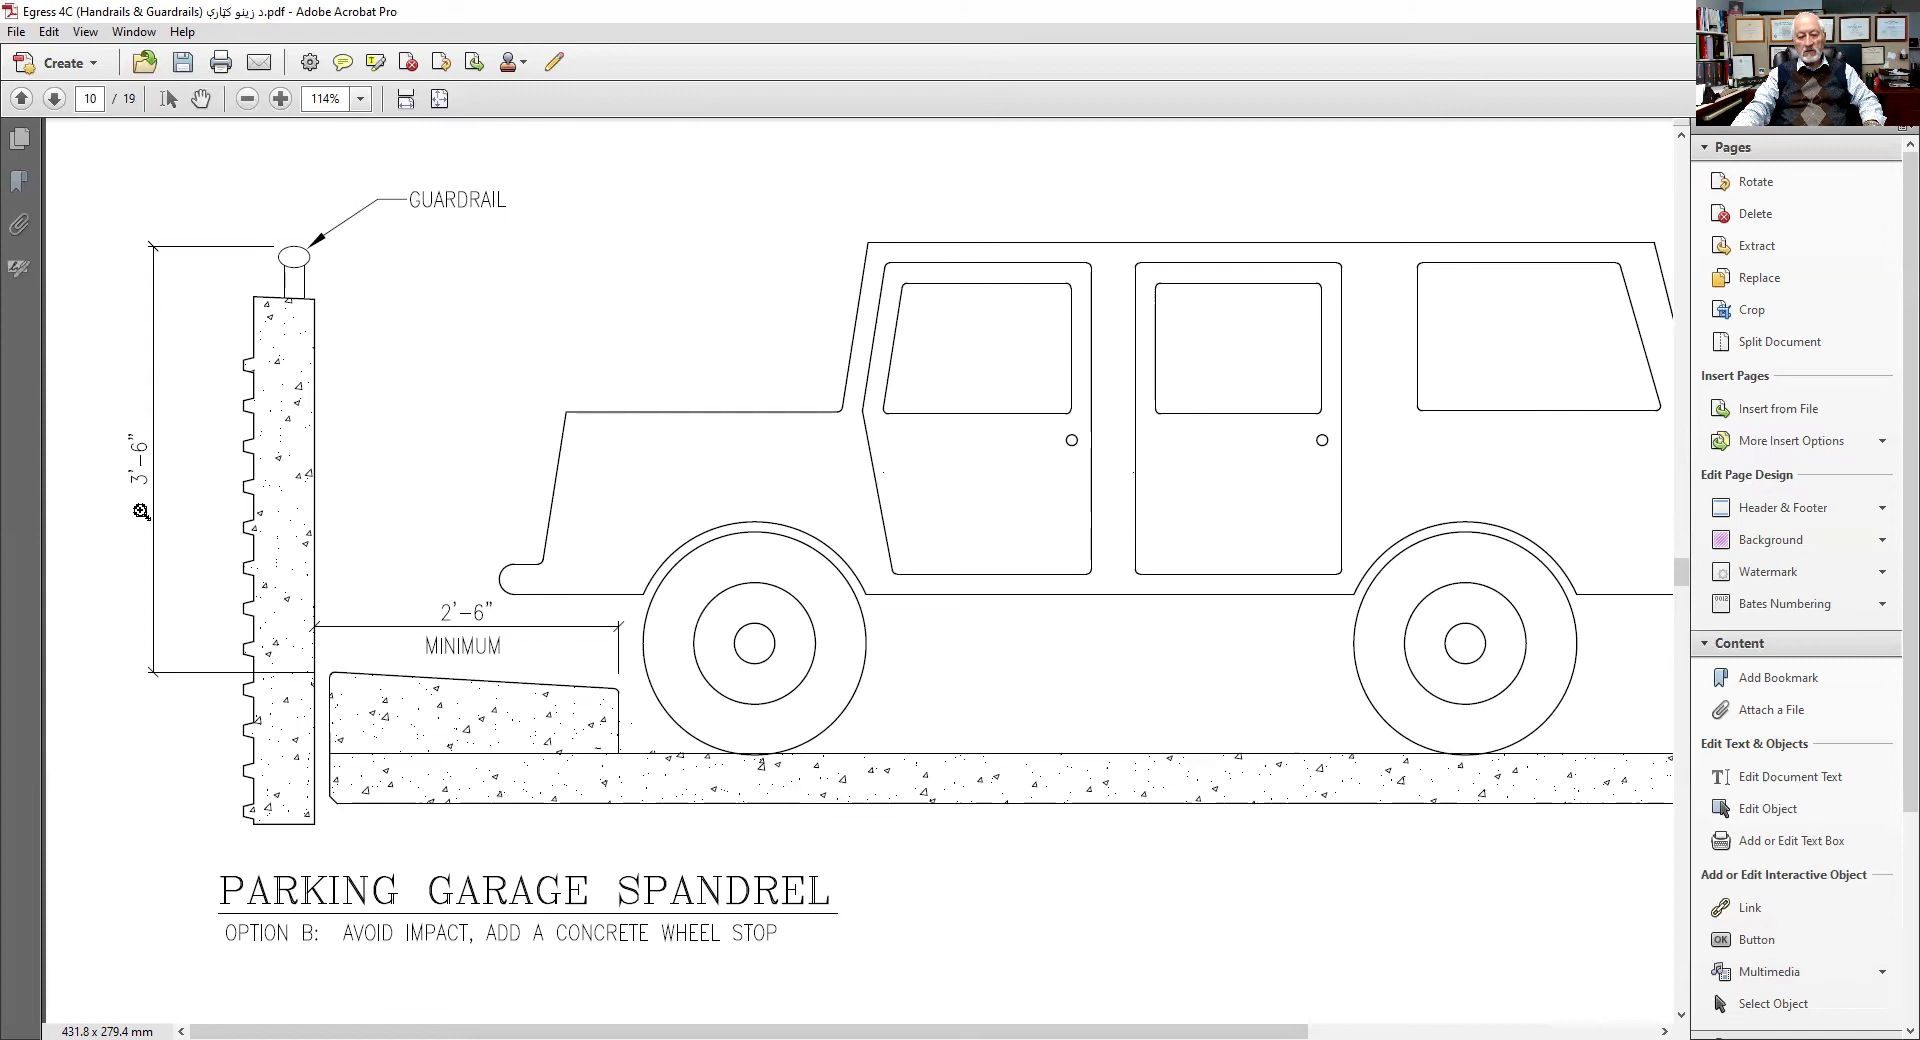 Egress 4C (Handrails & Guardrails) د زینو کټارې.pdf - Adobe Acrobat Pro
File Edit View Window Help
Create
10 / 19 114%
GUARDRAIL
3'-6"
2'-6"
MINIMUM
PARKING GARAGE SPANDREL
OPTION B: AVOID IMPACT, ADD A CONCRETE WHEEL STOP
431.8 x 279.4 mm
Pages
Rotate
Delete
Extract
Replace
Crop
Split Document
Insert Pages
Insert from File
More Insert Options
Edit Page Design
Header & Footer
Background
Watermark
Bates Numbering
Content
Add Bookmark
Attach a File
Edit Text & Objects
Edit Document Text
Edit Object
Add or Edit Text Box
Add or Edit Interactive Object
Link
OK Button
Multimedia
Select Object